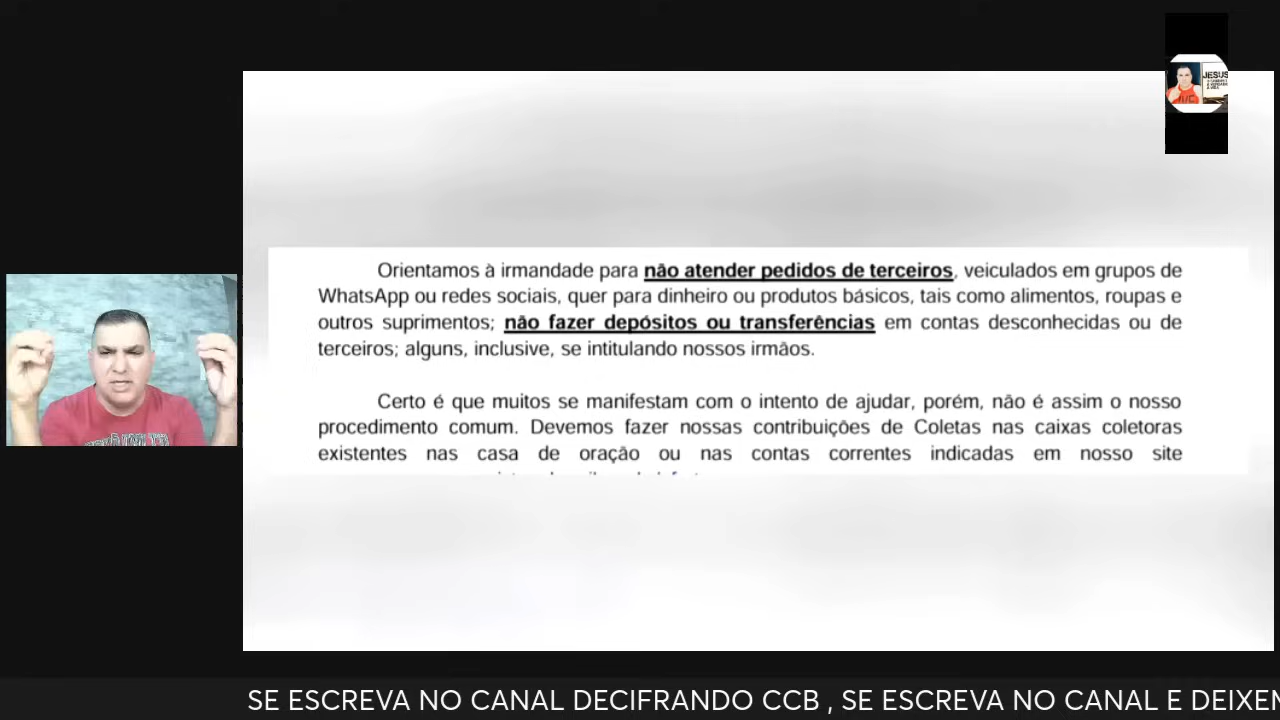 JESUS
Orientamos à irmandade para não atender pedidos de terceiros, veiculados em grupos de
WhatsApp ou redes sociais, quer para dinheiro ou produtos básicos, tais como alimentos, roupas e
outros suprimentos; não fazer depósitos ou transferências em contas desconhecidas ou de
terceiros; alguns, inclusive, se intitulando nossos irmãos.
Certo é que muitos se manifestam com o intento de ajudar, porém, não é assim o nosso
procedimento comum. Devemos fazer nossas contribuições de Coletas nas caixas coletoras
existentes nas casa de oração ou nas contas correntes indicadas em nosso site
SE ESCREVA NO CANAL DECIFRANDO CCB , SE ESCREVA NO CANAL E DEIXEM